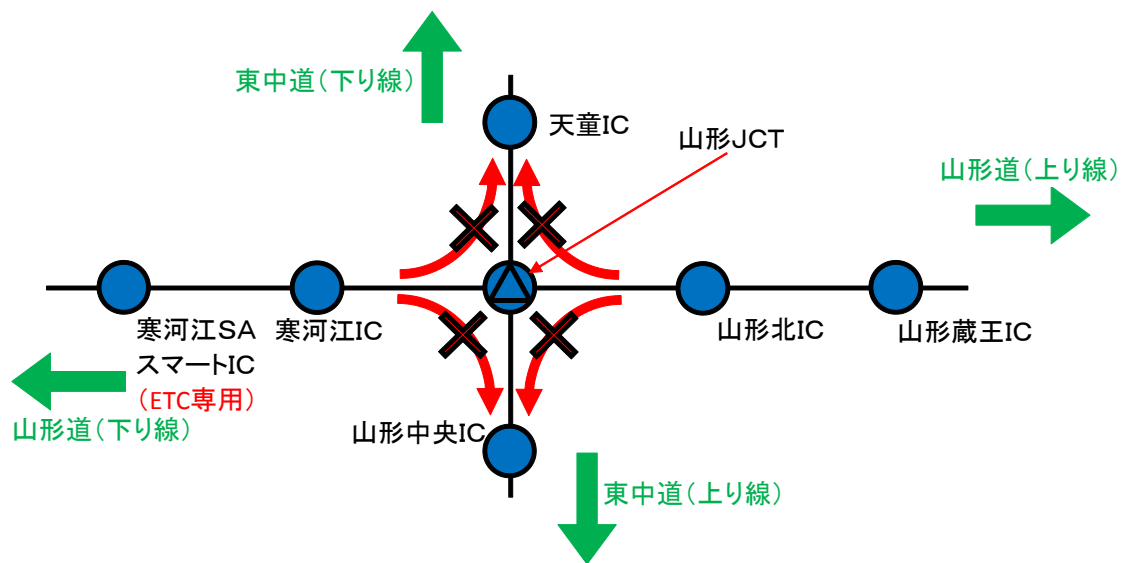 東中道（下り線）
天童IC
山形JCT
山形道（上り線）
寒河江SA
スマートIC
（ETC専用）
寒河江IC
山形北IC
山形蔵王IC
山形道（下り線）
山形中央IC
東中道（上り線）